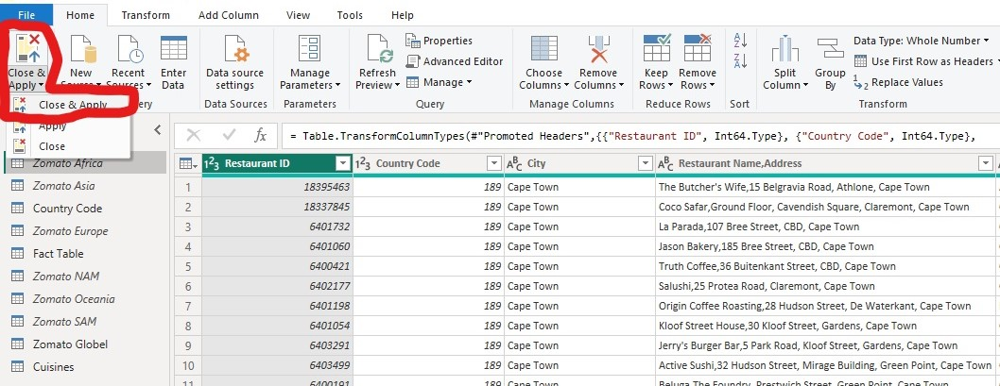 File Home Transform Add Column View Tools Help
Close & Apply
New Sources
Recent Sources
Enter Data
Data source settings
Manage Parameters
Refresh Preview
Properties
Advanced Editor
Manage
Choose Columns
Remove Columns
Keep Rows
Remove Rows
A Z
Z A
Split Column
Group By
Data Type: Whole Number
Use First Row as Headers
1 2 Replace Values
Data Sources Parameters Manage Columns Reduce Rows Sort Transform
Close & Apply
Apply
Close
fx = Table.TransformColumnTypes(#"Promoted Headers",{{"Restaurant ID", Int64.Type}, {"Country Code", Int64.Type},
Zomato Africa
Zomato Asia
Country Code
Zomato Europe
Fact Table
Zomato NAM
Zomato Oceania
Zomato SAM
Zomato Globel
Cuisines
123 Restaurant ID 123 Country Code ABC City ABC Restaurant Name,Address
1 18395463 189 Cape Town The Butcher's Wife,15 Belgravia Road, Athlone, Cape Town
2 18337845 189 Cape Town Coco Safar,Ground Floor, Cavendish Square, Claremont, Cape Town
3 6401732 189 Cape Town La Parada,107 Bree Street, CBD, Cape Town
4 6401060 189 Cape Town Jason Bakery,185 Bree Street, CBD, Cape Town
5 6400421 189 Cape Town Truth Coffee,36 Buitenkant Street, CBD, Cape Town
6 6402177 189 Cape Town Salushi,25 Protea Road, Claremont, Cape Town
7 6401198 189 Cape Town Origin Coffee Roasting,28 Hudson Street, De Waterkant, Cape Town
8 6401054 189 Cape Town Kloof Street House,30 Kloof Street, Gardens, Cape Town
9 6403291 189 Cape Town Jerry's Burger Bar,5 Park Road, Kloof Street, Gardens, Cape Town
10 6403499 189 Cape Town Active Sushi,32 Hudson Street, Mirage Building, Green Point, Cape Town
11 6400191 189 Cape Town Beluga The Foundry, Prestwich Street, Green Point, Cape Town